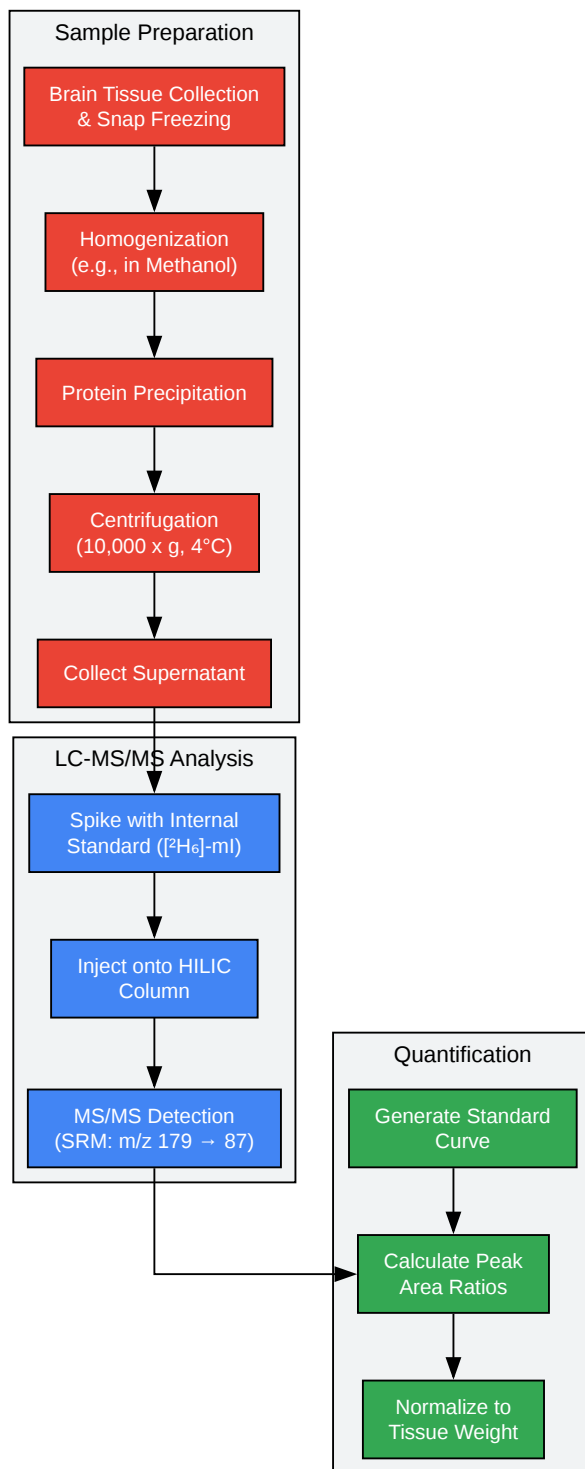 Sample Preparation
Brain Tissue Collection
& Snap Freezing
Homogenization
(e.g., in Methanol)
Protein Precipitation
Centrifugation
(10,000 x g, 4°C)
Collect Supernatant
LC-MS/MS Analysis
Spike with Internal
Standard ([²H₆]-mI)
Inject onto HILIC
Column
MS/MS Detection
(SRM: m/z 179 → 87)
Quantification
Generate Standard
Curve
Calculate Peak
Area Ratios
Normalize to
Tissue Weight